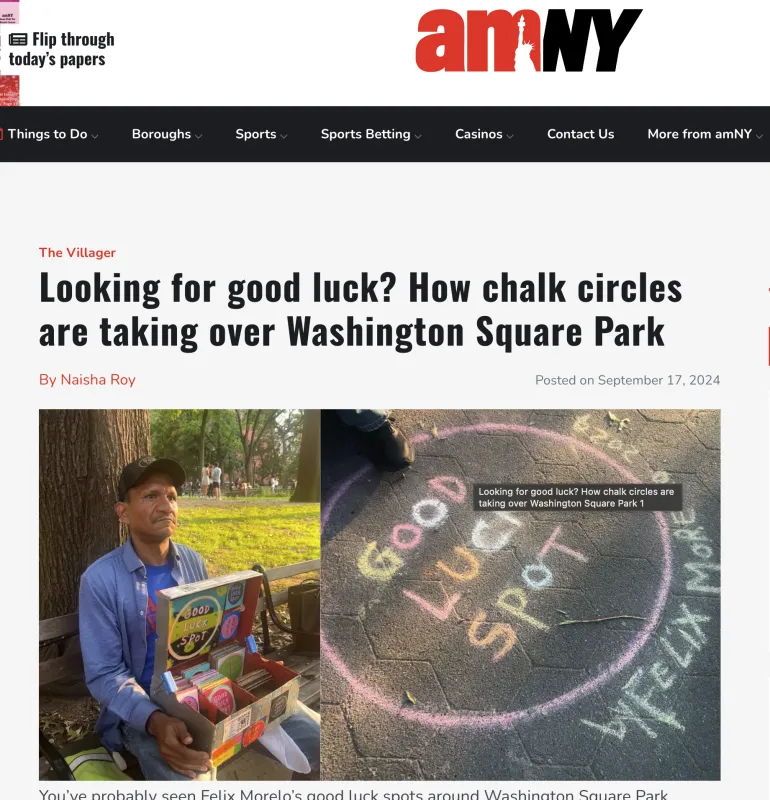 Flip through
today's papers
amNY
Things to Do
Boroughs
Sports
Sports Betting
Casinos
Contact Us
More from amNY
The Villager
Looking for good luck? How chalk circles
are taking over Washington Square Park
By Naisha Roy
Posted on September 17, 2024
GOOD
LUCK
SPOT
GOOD
LUC
SPOT
FELIX MORE
2024
Looking for good luck? How chalk circles are
taking over Washington Square Park 1
You've probably seen Felix Morelo's good luck spots around Washington Square Park